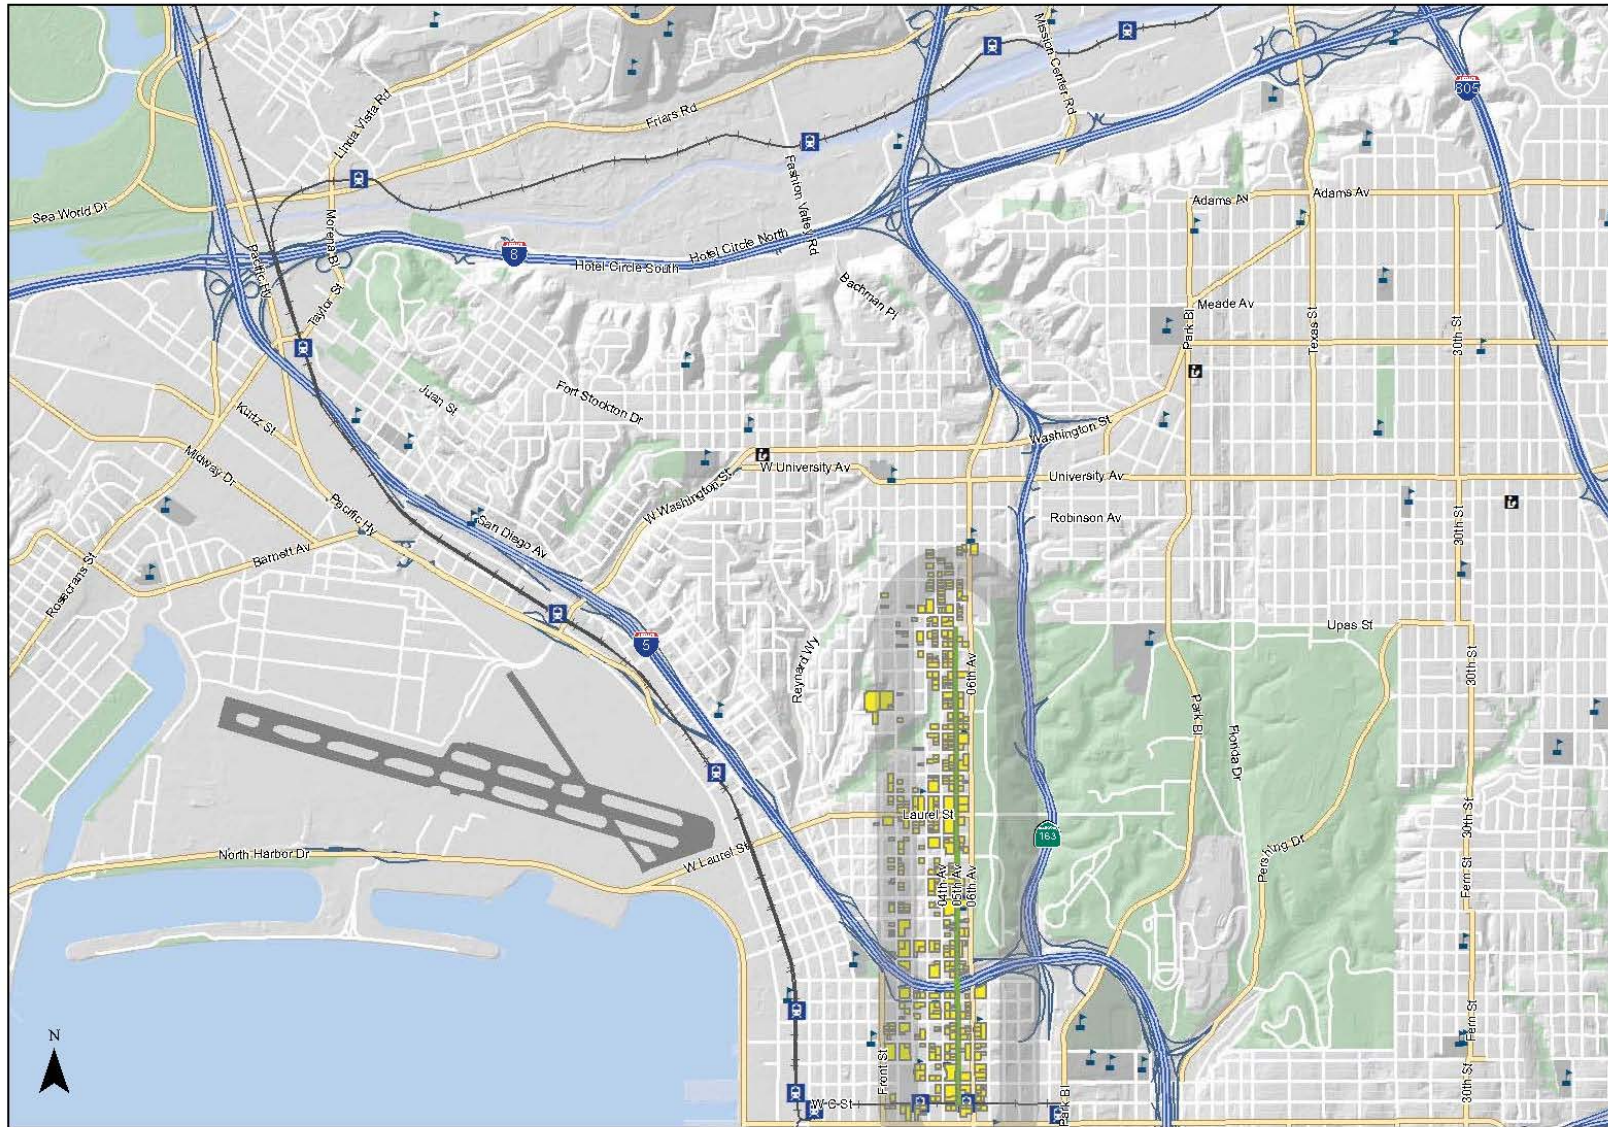 805
Linda Vista Rd
Friars Rd
Mission Center Rd
Fashion Valley Rd
Sea World Dr
Morena Bl
Adams Av
Adams Av
Pacific Hy
8
Hotel Circle North
Hotel Circle South
Bachman Pl
Taylor St
Meade Av
Park Bl
Texas St
30th St
Juan St
Fort Stockton Dr
Kurtz St
Washington St
Midway Dr
W University Av
University Av
W Washington St
Pacific Hy
San Diego Av
Robinson Av
30th St
Barnett Av
Rosecrans St
Upas St
5
Reynard Wy
06th Av
30th St
Park Bl
Florida Dr
Laurel St
163
30th St
North Harbor Dr
W Laurel St
Pershing Dr
04th Av
05th Av
06th Av
Fern St
N
Fern St
Front St
30th St
W C St
Park Bl